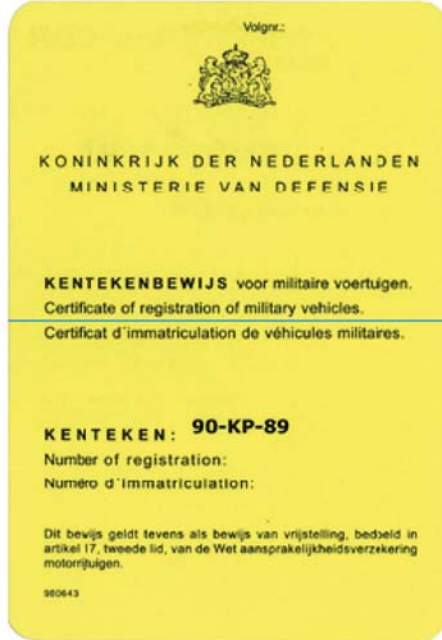 Volgnr.:
KONINKRIJK DER NEDERLANDEN
MINISTERIE VAN DEFENSIE
KENTEKENBEWIJS voor militaire voertuigen.
Certificate of registration of military vehicles.
Certificat d´immatriculation de véhicules militaires.
KENTEKEN: 90-KP-89
Number of registration:
Numéro d´immatriculation:
Dit bewijs geldt tevens als bewijs van vrijstelling, bedoeld in
artikel 17, tweede lid, van de Wet aansprakelijkheidsverzekering
motorrijtuigen.
980643